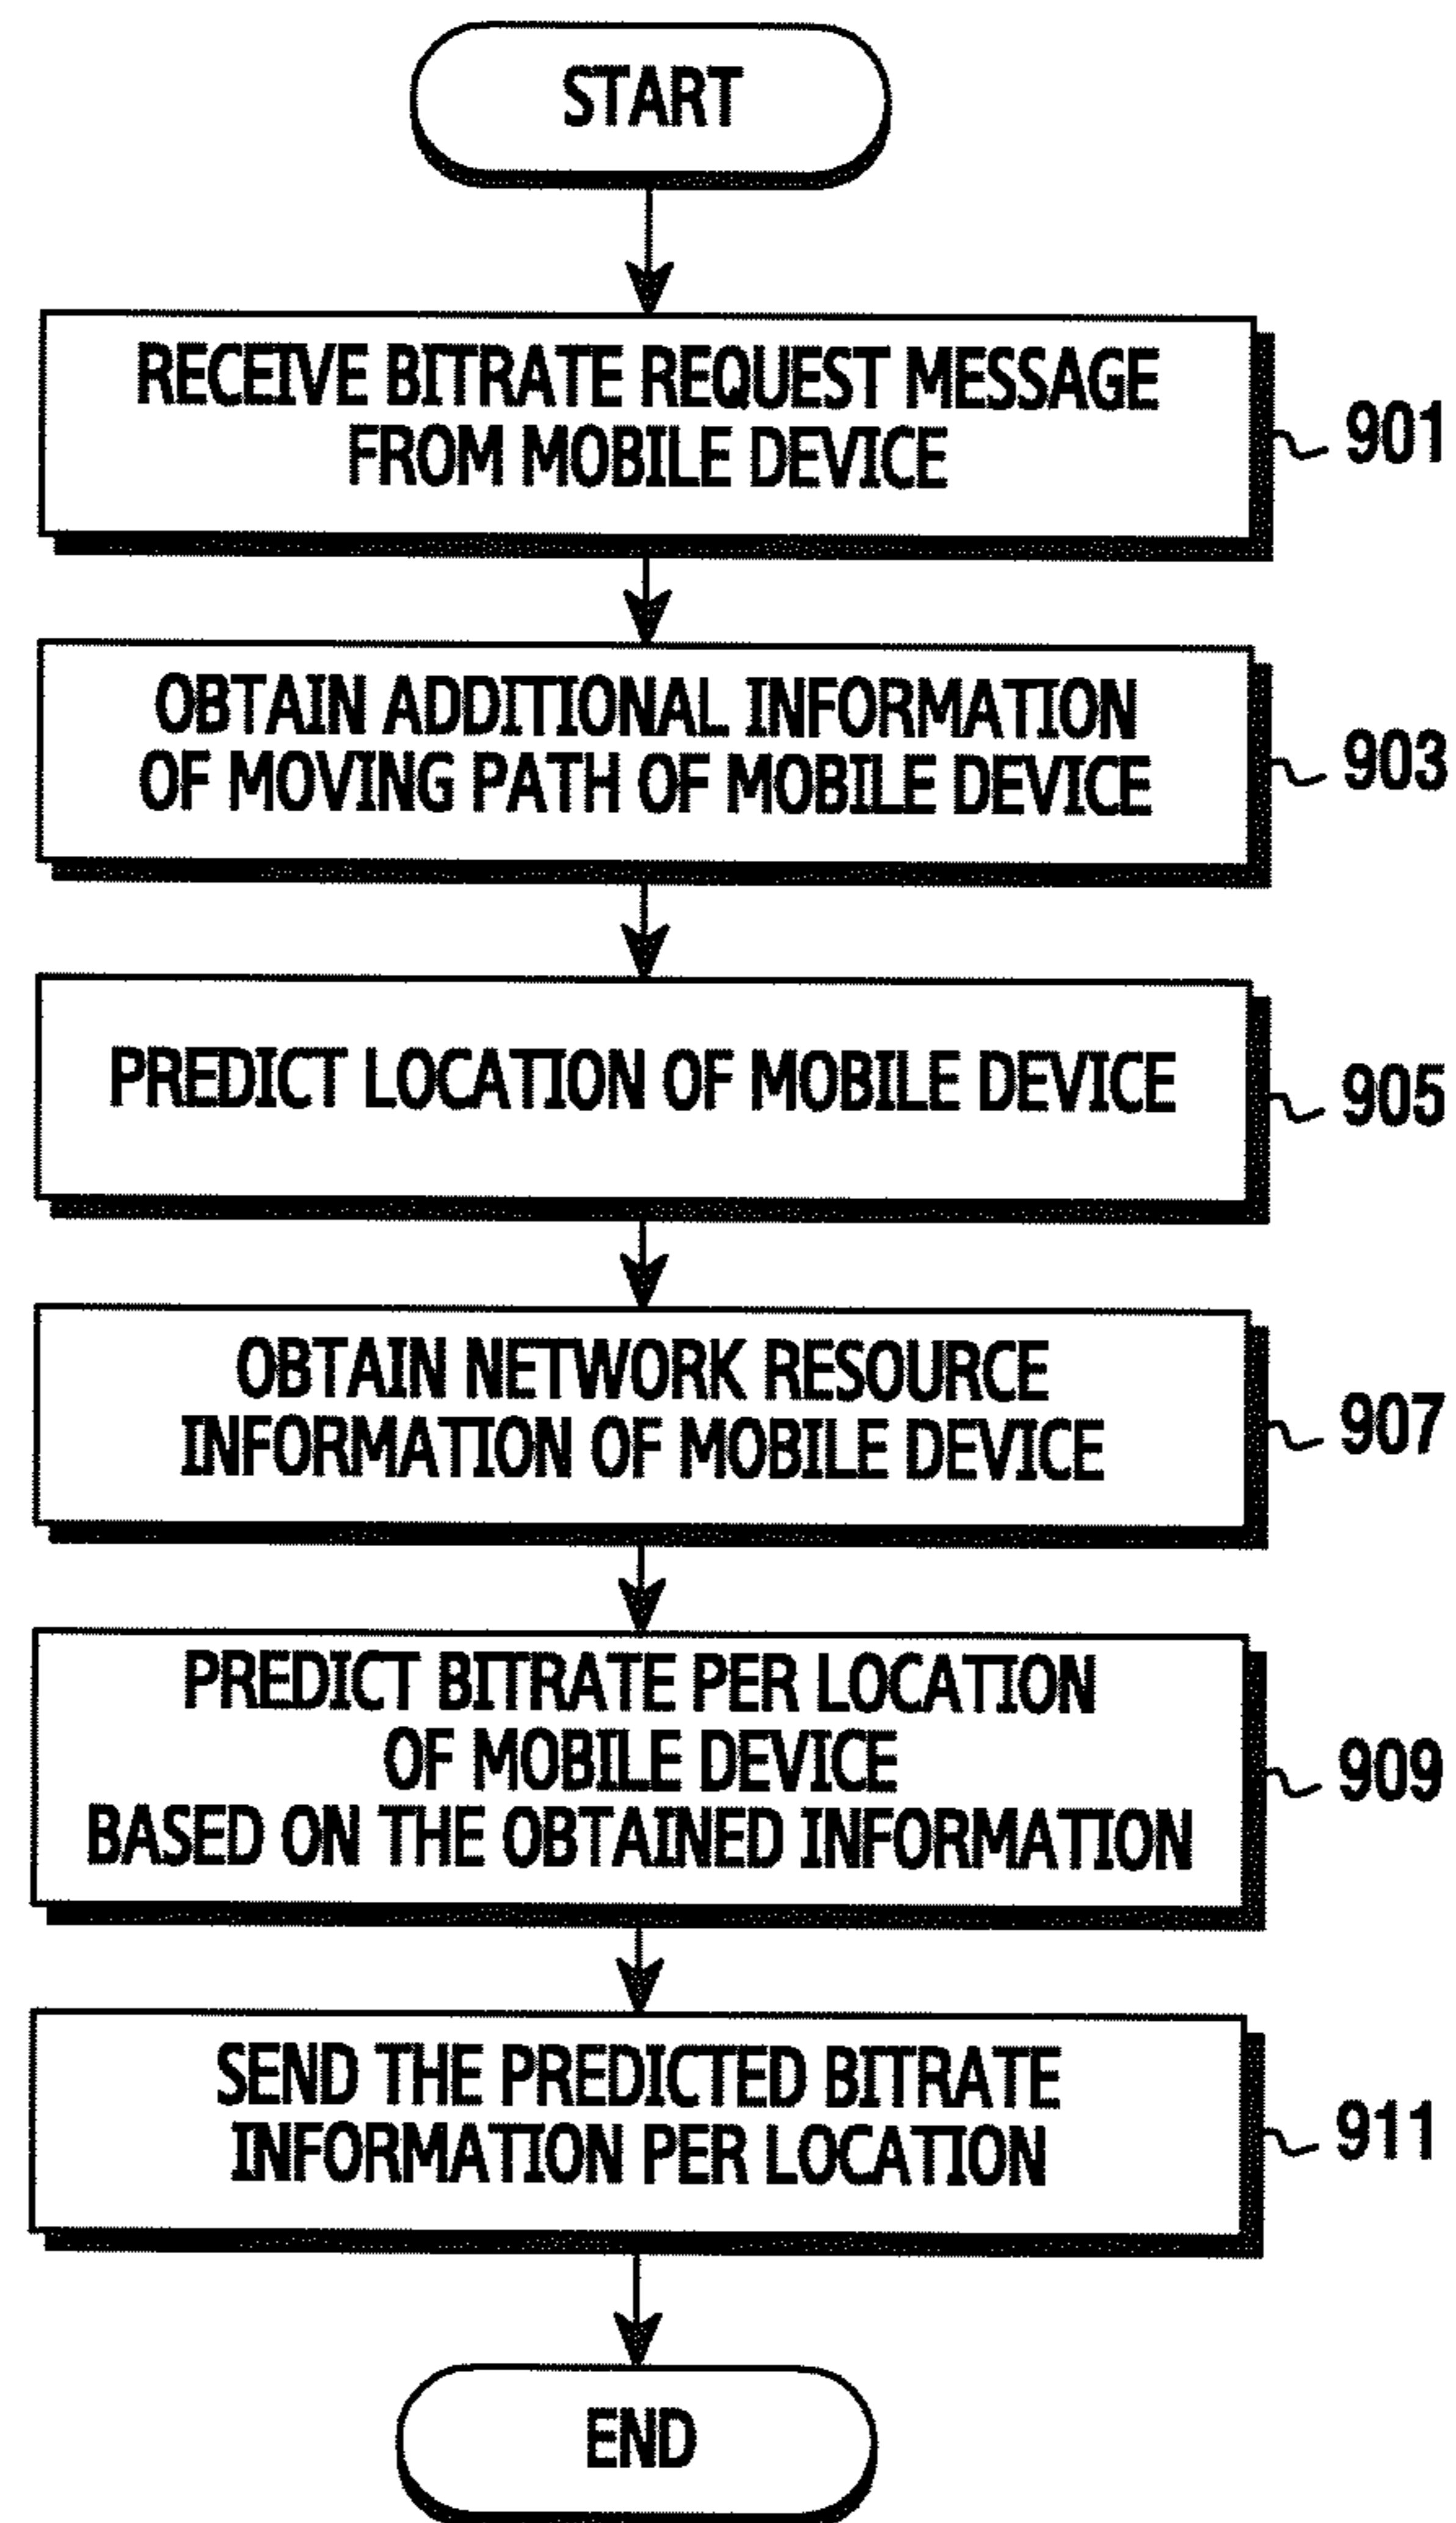 START
RECEIVE BITRATE REQUEST MESSAGE
FROM MOBILE DEVICE
901
OBTAIN ADDITIONAL INFORMATION
OF MOVING PATH OF MOBILE DEVICE
903
PREDICT LOCATION OF MOBILE DEVICE
905
OBTAIN NETWORK RESOURCE
INFORMATION OF MOBILE DEVICE
907
PREDICT BITRATE PER LOCATION
OF MOBILE DEVICE
BASED ON THE OBTAINED INFORMATION
909
SEND THE PREDICTED BITRATE
INFORMATION PER LOCATION
911
END